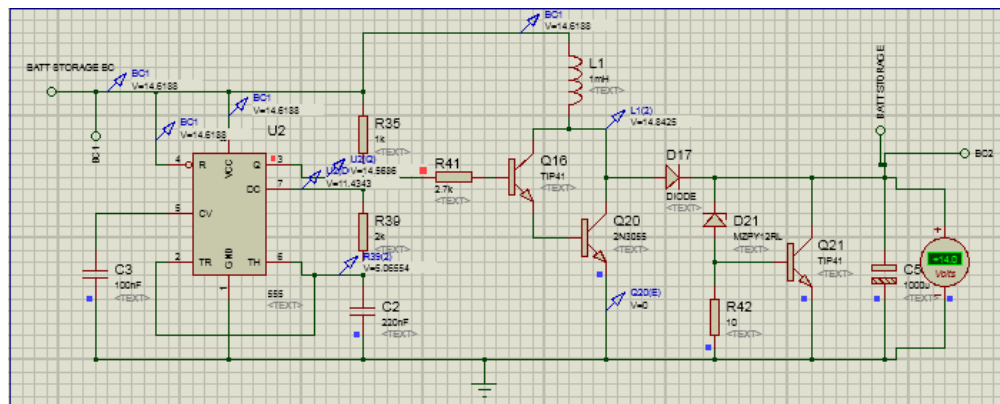 BC1
V=14.6188
BATT STORAGE BC
BC1
V=14.6188
BC1
V=14.6188
BC1
V=14.6188
BC1
U2
4
R
VCC
Q
3
DC
7
5
CV
GND
2
TR
TH
6
1
555
<TEXT>
C3
100nF
<TEXT>
R35
1k
<TEXT>
U2(Q)
V=14.5686
V=11.4343
R39
2k
<TEXT>
R39(2)
V=6.06554
C2
220nF
<TEXT>
R41
2.7k
<TEXT>
L1
1mH
<TEXT>
L1(2)
V=14.8425
Q16
TIP41
<TEXT>
Q20
2N3055
<TEXT>
Q20(E)
V=0
D17
DIODE
<TEXT>
D21
MZPY12RL
<TEXT>
R42
10
<TEXT>
Q21
TIP41
<TEXT>
BATT STORAGE
BC2
1000u
<TEXT>
+14.0
Volts